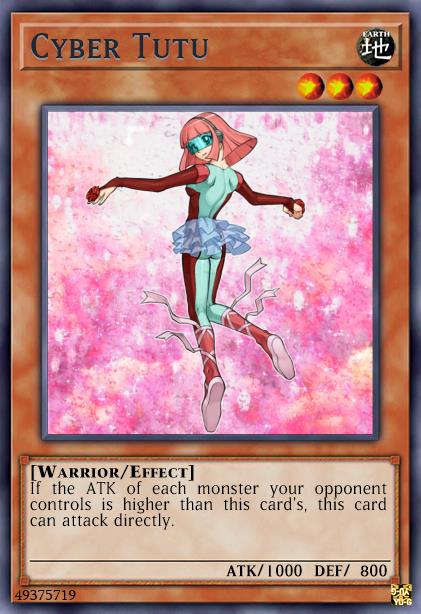 CYBER TUTU
EARTH
地
[WARRIOR/EFFECT]
If the ATK of each monster your opponent
controls is higher than this card's, this card
can attack directly.
ATK/1000 DEF/ 800
49375719